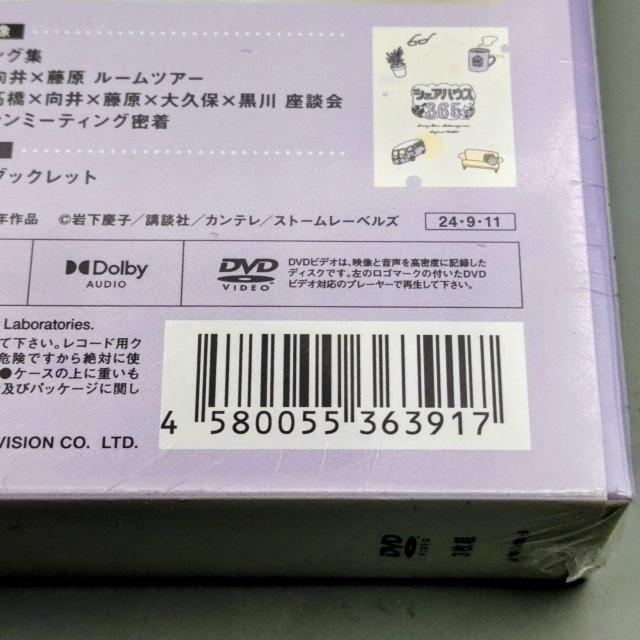 像
ング集
向井×藤原 ルームツアー
高橋×向井×藤原×大久保×黒川 座談会
ァンミーティング密着
ブックレット
シェアハウス
365
年作品 ©岩下慶子/講談社/カンテレ/ストームレーベルズ
24・9・11
Dolby
AUDIO
DVD
VIDEO
DVDビデオは、映像と音声を高密度に記録した
ディスクです。左のロゴマークの付いたDVD
ビデオ対応のプレーヤーで再生して下さい。
Laboratories.
て下さい。レコード用ク
危険ですから絶対に使
●ケースの上に重いも
及びパッケージに関し
VISION CO. LTD.
4 580055 363917
DVD
VIDEO